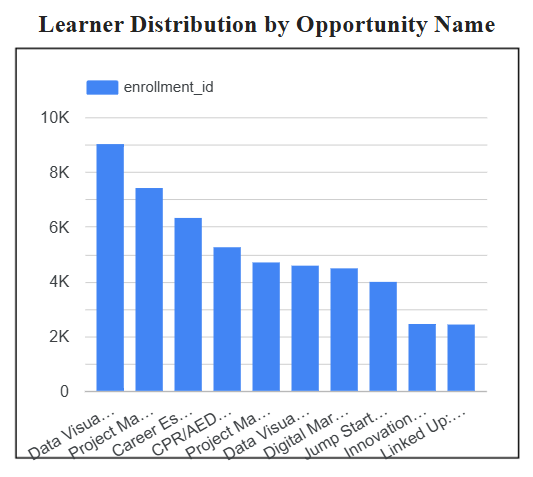 Learner Distribution by Opportunity Name
enrollment_id
10K
8K
6K
4K
2K
0
Data Visua…
Project Ma…
Career Es…
CPR/AED…
Project Ma…
Data Visua…
Digital Mar…
Jump Start…
Innovation…
Linked Up:…